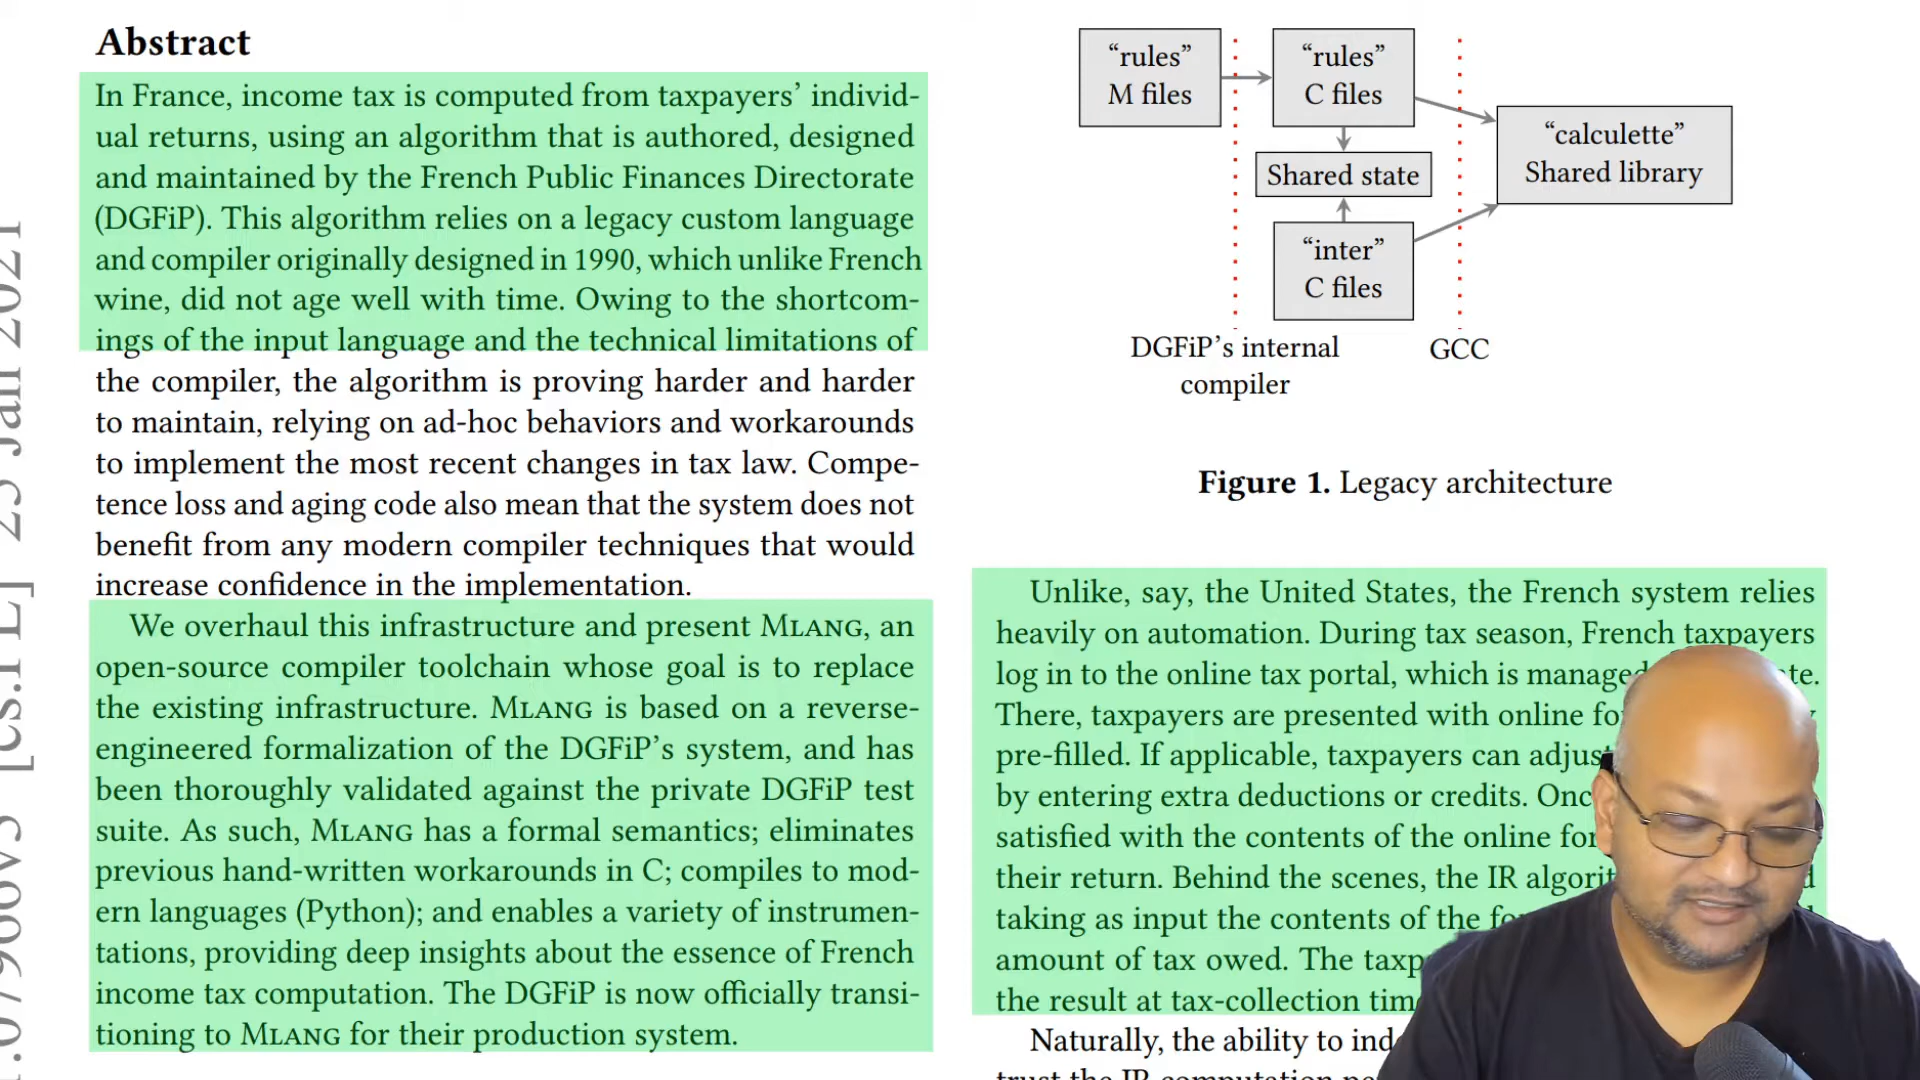 Abstract
In France, income tax is computed from taxpayers’ individ-
ual returns, using an algorithm that is authored, designed
and maintained by the French Public Finances Directorate
(DGFiP). This algorithm relies on a legacy custom language
and compiler originally designed in 1990, which unlike French
wine, did not age well with time. Owing to the shortcom-
ings of the input language and the technical limitations of
the compiler, the algorithm is proving harder and harder
to maintain, relying on ad-hoc behaviors and workarounds
to implement the most recent changes in tax law. Compe-
tence loss and aging code also mean that the system does not
benefit from any modern compiler techniques that would
increase confidence in the implementation.
We overhaul this infrastructure and present Mlang, an
open-source compiler toolchain whose goal is to replace
the existing infrastructure. Mlang is based on a reverse-
engineered formalization of the DGFiP’s system, and has
been thoroughly validated against the private DGFiP test
suite. As such, Mlang has a formal semantics; eliminates
previous hand-written workarounds in C; compiles to mod-
ern languages (Python); and enables a variety of instrumen-
tations, providing deep insights about the essence of French
income tax computation. The DGFiP is now officially transi-
tioning to Mlang for their production system.
“rules”
M files
“rules”
C files
Shared state
“inter”
C files
“calculette”
Shared library
DGFiP’s internal
compiler
GCC
Figure 1. Legacy architecture
Unlike, say, the United States, the French system relies
heavily on automation. During tax season, French taxpayers
log in to the online tax portal, which is managed
There, taxpayers are presented with online
pre-filled. If applicable, taxpayers can
by entering extra deductions or credits.
satisfied with the contents of the online
their return. Behind the scenes, the IR
taking as input the contents of the
amount of tax owed. The
the result at tax-collection
Naturally, the ability to
trust the IR computation
Jan 2021